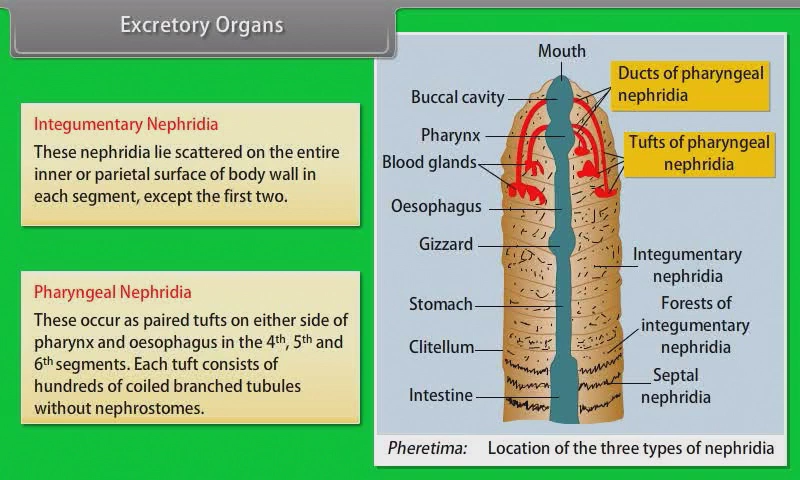 Excretory Organs
Integumentary Nephridia
These nephridia lie scattered on the entire
inner or parietal surface of body wall in
each segment, except the first two.
Pharyngeal Nephridia
These occur as paired tufts on either side of
pharynx and oesophagus in the 4th, 5th and
6th segments. Each tuft consists of
hundreds of coiled branched tubules
without nephrostomes.
Mouth
Buccal cavity
Pharynx
Blood glands
Oesophagus
Gizzard
Stomach
Clitellum
Intestine
Ducts of pharyngeal
nephridia
Tufts of pharyngeal
nephridia
Integumentary
nephridia
Forests of
integumentary
nephridia
Septal
nephridia
Pheretima: Location of the three types of nephridia